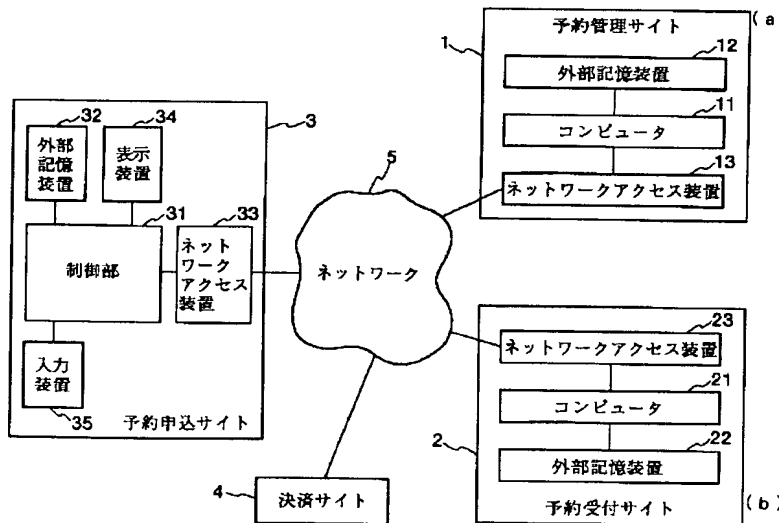 予約管理サイト
(a
1
12
外部記憶装置
11
コンピュータ
13
ネットワークアクセス装置
3
32
外部
記憶
装置
34
表示
装置
31
制御部
33
ネット
ワーク
アクセス
装置
入力
装置
35
予約申込サイト
5
ネットワーク
23
ネットワークアクセス装置
21
コンピュータ
22
外部記憶装置
2
予約受付サイト
(b)
4
決済サイト